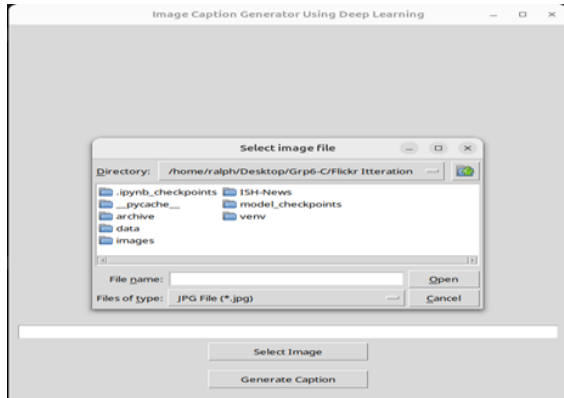 Image Caption Generator Using Deep Learning
Select image file
Directory: /home/ralph/Desktop/Grp6-C/Flickr Itteration
.ipynb_checkpoints ISH-News
__pycache__ model_checkpoints
archive venv
data
images
File name: Open
Files of type: JPG File (*.jpg) Cancel
Select Image
Generate Caption